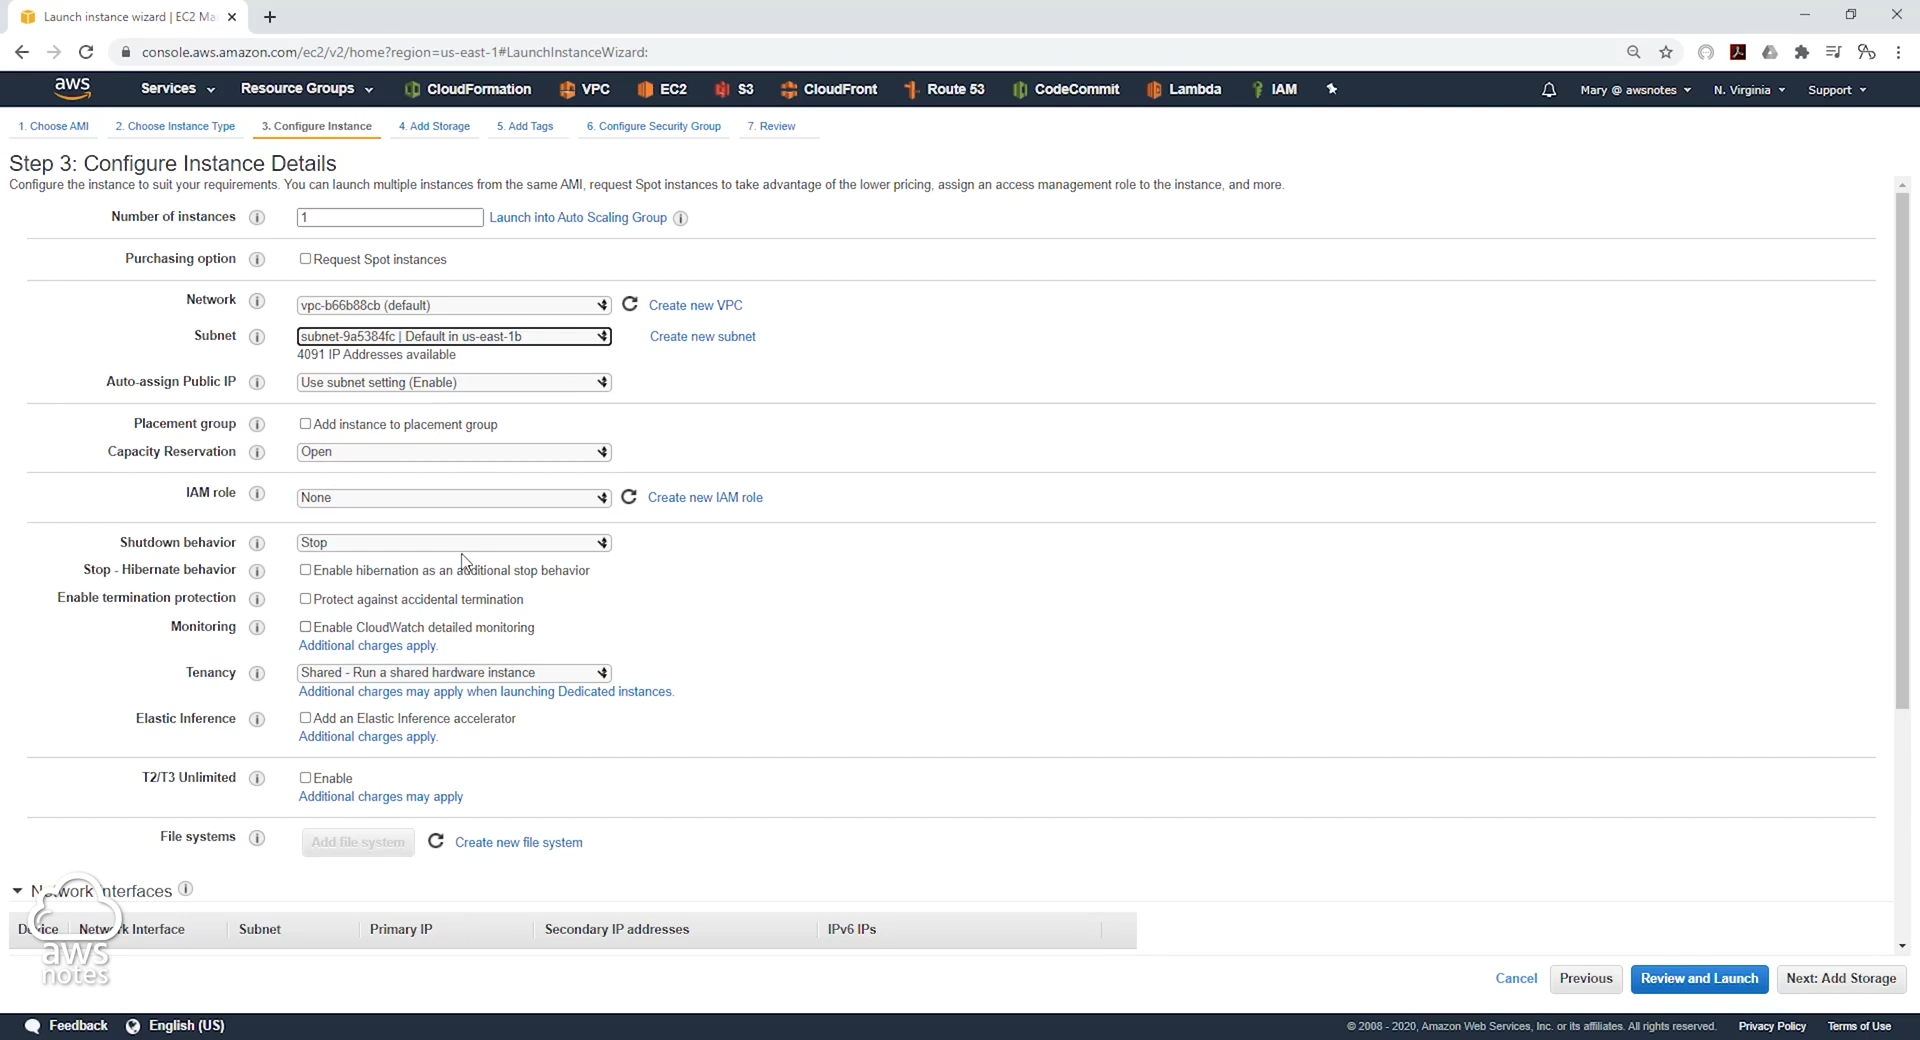 Launch instance wizard | EC2 Ma
console.aws.amazon.com/ec2/v2/home?region=us-east-1#LaunchInstanceWizard:
aws Services Resource Groups CloudFormation VPC EC2 S3 CloudFront Route 53 CodeCommit Lambda IAM Mary @ awsnotes N. Virginia Support
1. Choose AMI 2. Choose Instance Type 3. Configure Instance 4. Add Storage 5. Add Tags 6. Configure Security Group 7. Review
Step 3: Configure Instance Details
Configure the instance to suit your requirements. You can launch multiple instances from the same AMI, request Spot instances to take advantage of the lower pricing, assign an access management role to the instance, and more.
Number of instances 1 Launch into Auto Scaling Group
Purchasing option Request Spot instances
Network vpc-b66b88cb (default) Create new VPC
Subnet subnet-9a5384fc | Default in us-east-1b Create new subnet
4091 IP Addresses available
Auto-assign Public IP Use subnet setting (Enable)
Placement group Add instance to placement group
Capacity Reservation Open
IAM role None Create new IAM role
Shutdown behavior Stop
Stop - Hibernate behavior Enable hibernation as an additional stop behavior
Enable termination protection Protect against accidental termination
Monitoring Enable CloudWatch detailed monitoring
Additional charges apply.
Tenancy Shared - Run a shared hardware instance
Additional charges may apply when launching Dedicated instances.
Elastic Inference Add an Elastic Inference accelerator
Additional charges apply.
T2/T3 Unlimited Enable
Additional charges may apply
File systems Add file system Create new file system
Network interfaces
Device Network Interface Subnet Primary IP Secondary IP addresses IPv6 IPs
aws
notes
Cancel Previous Review and Launch Next: Add Storage
Feedback English (US) © 2008 - 2020, Amazon Web Services, Inc. or its affiliates. All rights reserved. Privacy Policy Terms of Use